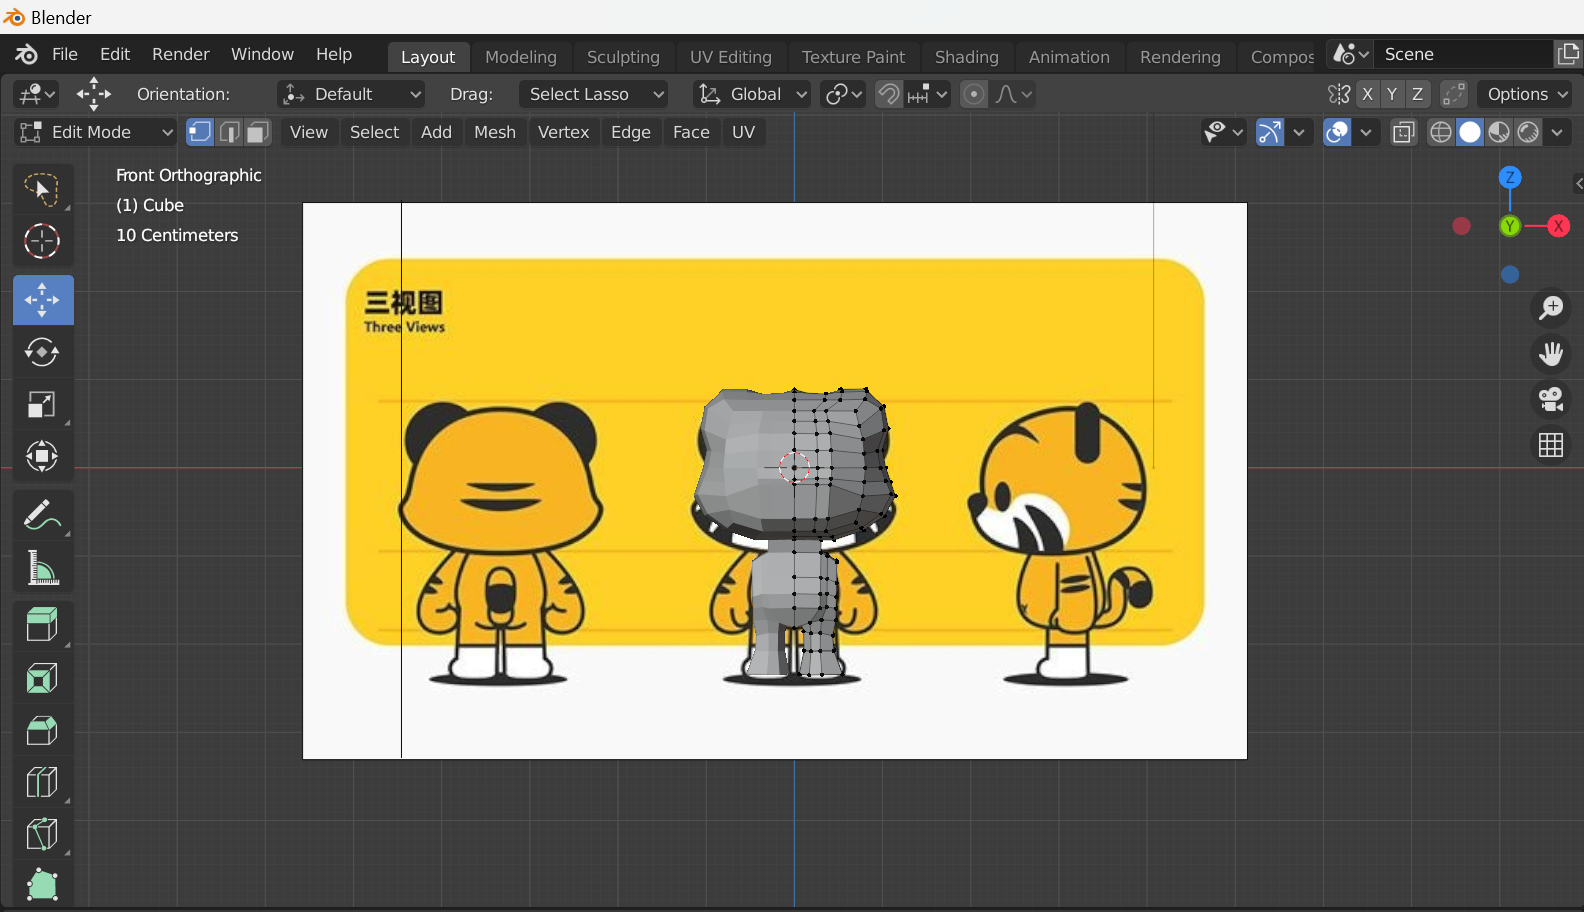 Blender
File Edit Render Window Help Layout Modeling Sculpting UV Editing Texture Paint Shading Animation Rendering Compos Scene
Orientation: Default Drag: Select Lasso Global X Y Z Options
Edit Mode View Select Add Mesh Vertex Edge Face UV
Front Orthographic
(1) Cube
10 Centimeters
Z
Y X
三视图
Three Views